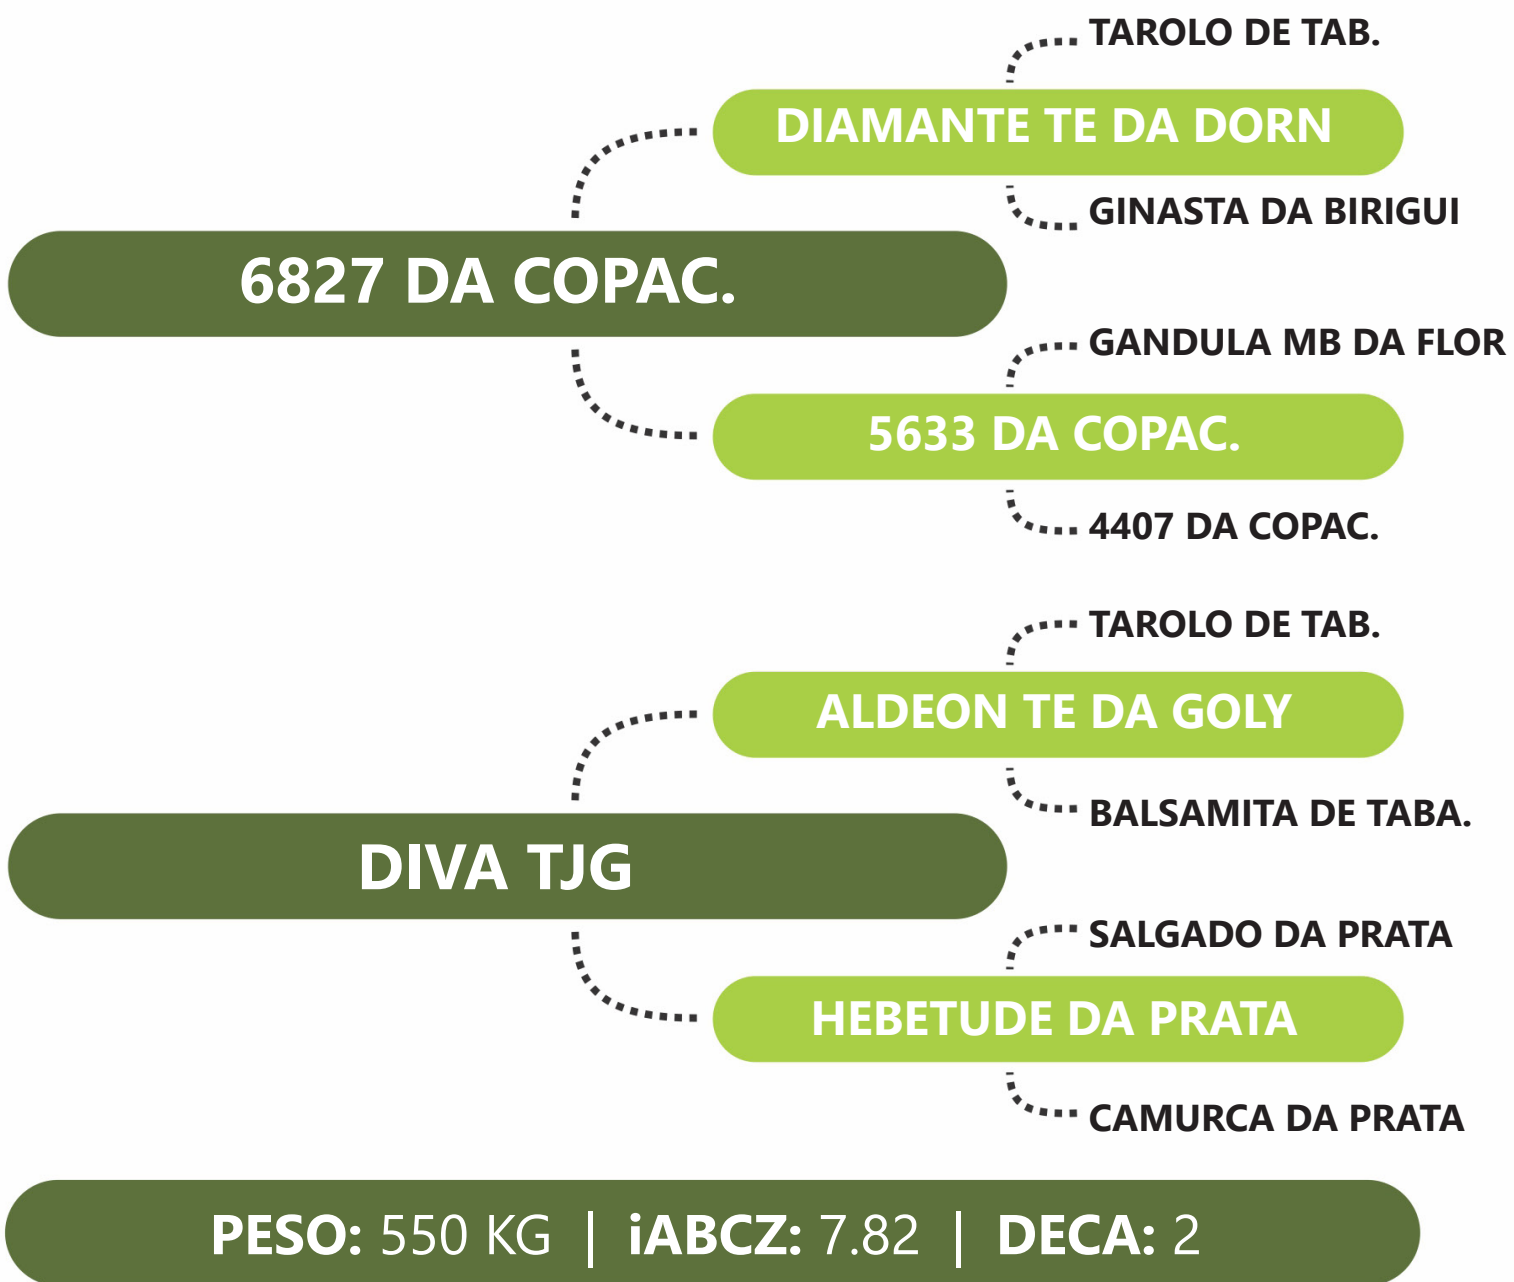 TAROLO DE TAB.
DIAMANTE TE DA DORN
GINASTA DA BIRIGUI
6827 DA COPAC.
GANDULA MB DA FLOR
5633 DA COPAC.
4407 DA COPAC.
TAROLO DE TAB.
ALDEON TE DA GOLY
BALSAMITA DE TABA.
DIVA TJG
SALGADO DA PRATA
HEBETUDE DA PRATA
CAMURCA DA PRATA
PESO: 550 KG | iABCZ: 7.82 | DECA: 2